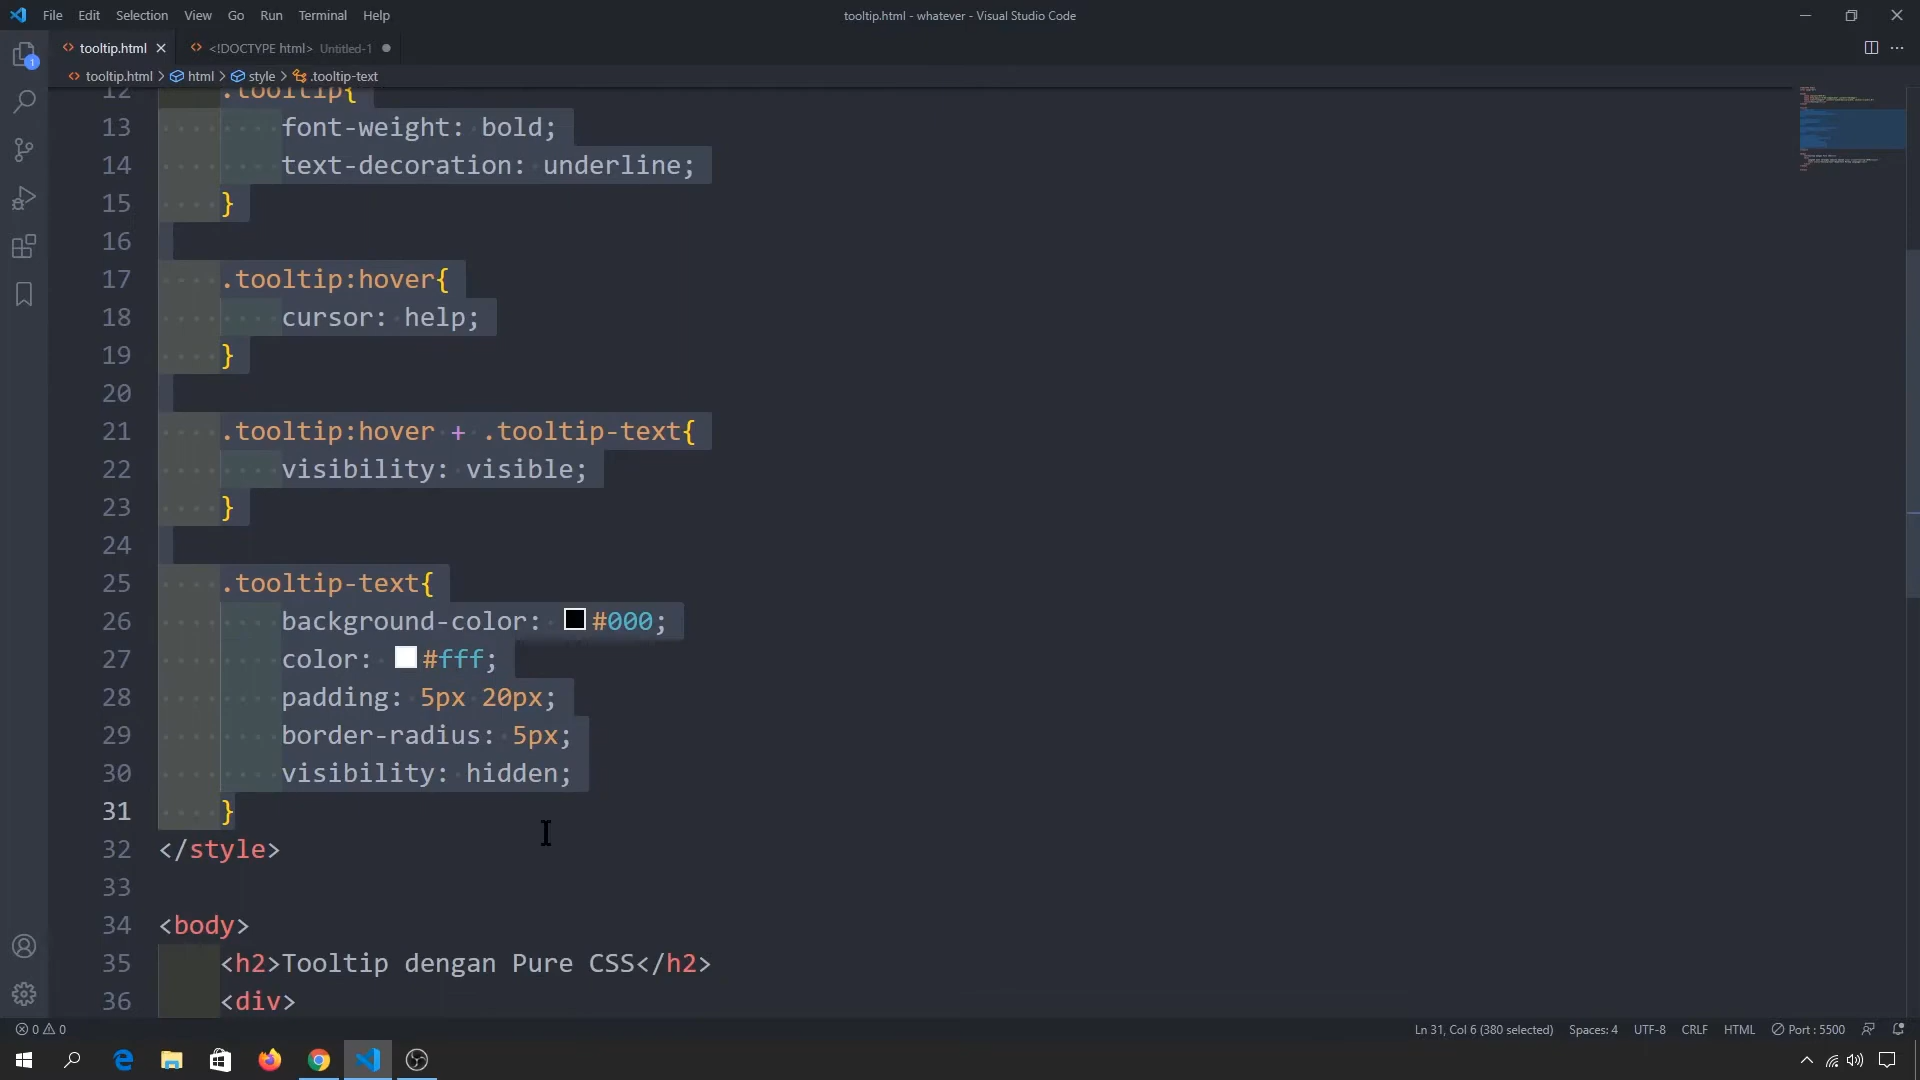 File Edit Selection View Go Run Terminal Help
tooltip.html - whatever - Visual Studio Code
tooltip.html
<!DOCTYPE html> Untitled-1
1
tooltip.html > html > style > .tooltip-text
12 .tooltip{
13 font-weight: bold;
14 text-decoration: underline;
15 }
16
17 .tooltip:hover{
18 cursor: help;
19 }
20
21 .tooltip:hover + .tooltip-text{
22 visibility: visible;
23 }
24
25 .tooltip-text{
26 background-color: #000;
27 color: #fff;
28 padding: 5px 20px;
29 border-radius: 5px;
30 visibility: hidden;
31 }
32 </style>
33
34 <body>
35 <h2>Tooltip dengan Pure CSS</h2>
36 <div>
0 0
Ln 31, Col 6 (380 selected) Spaces: 4 UTF-8 CRLF HTML Port : 5500